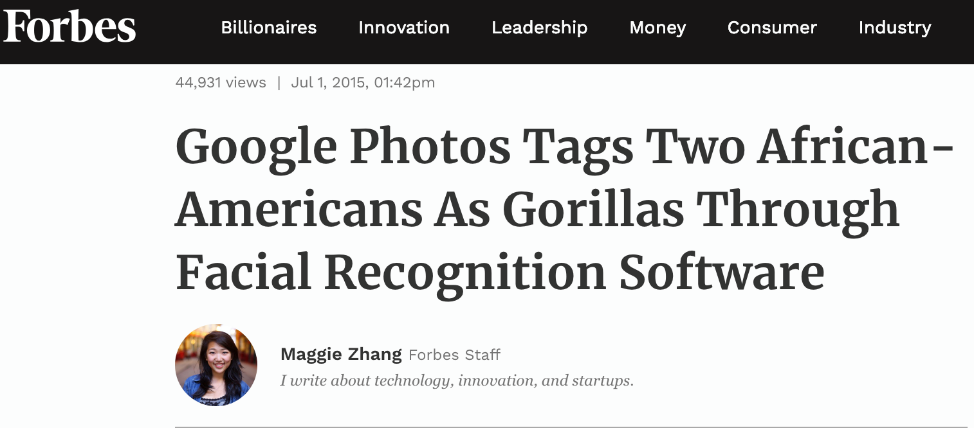 Forbes Billionaires Innovation Leadership Money Consumer Industry
44,931 views | Jul 1, 2015, 01:42pm
Google Photos Tags Two African-
Americans As Gorillas Through
Facial Recognition Software
Maggie Zhang Forbes Staff
I write about technology, innovation, and startups.